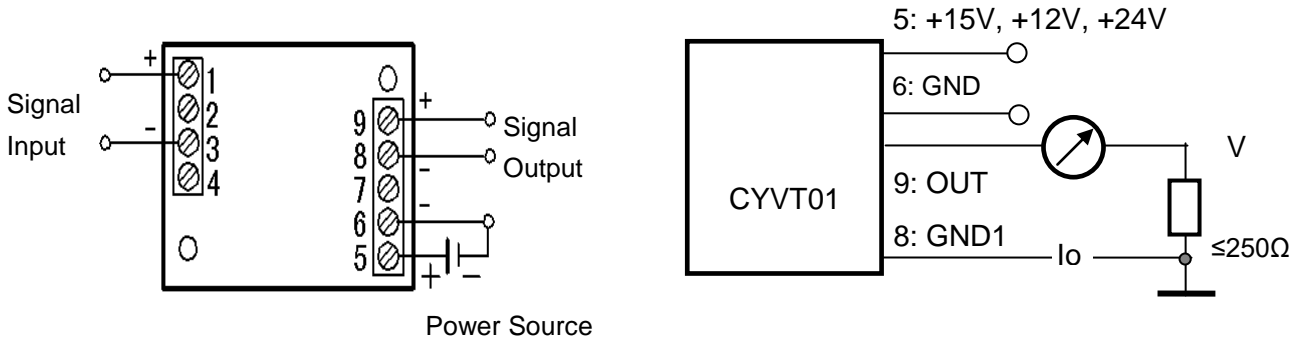 +
1
Signal
2
Input
-
3
4
+
9
Signal
8
Output
-
7
-
6
5
+
-
Power Source
5: +15V, +12V, +24V
6: GND
V
9: OUT
CYVT01
8: GND1
Io
≤250Ω